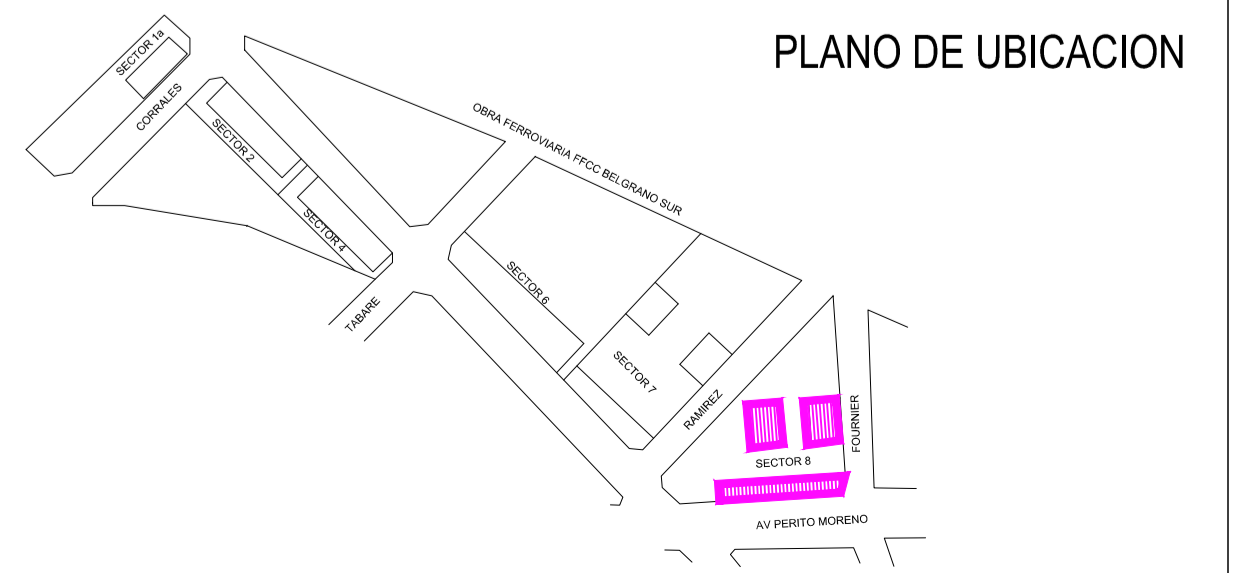 PLANO DE UBICACION
SECTOR 1a
CORRALES
SECTOR 2
SECTOR 4
TABARE
OBRA FERROVIARIA FFCC BELGRANO SUR
SECTOR 6
SECTOR 7
RAMIREZ
FOURNIER
SECTOR 8
AV PERITO MORENO